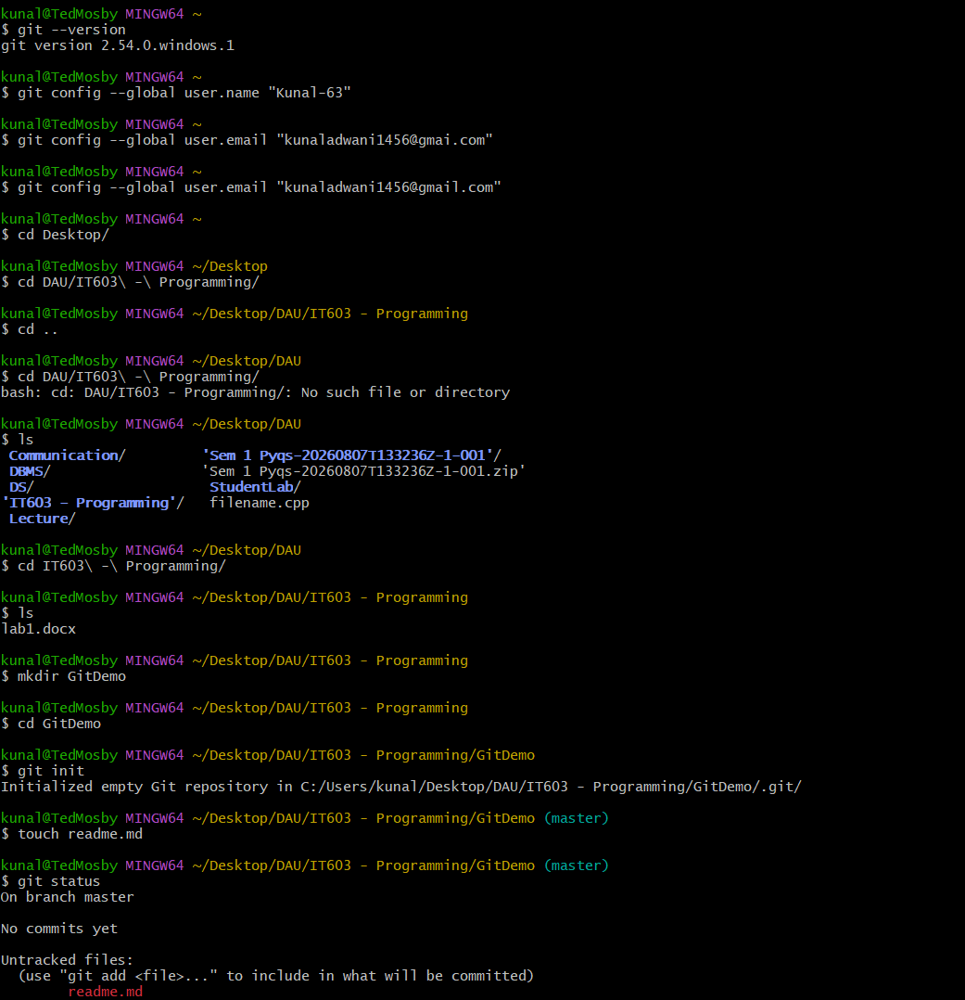 kunal@TedMosby MINGW64 ~
$ git --version
git version 2.54.0.windows.1
kunal@TedMosby MINGW64 ~
$ git config --global user.name "Kunal-63"
kunal@TedMosby MINGW64 ~
$ git config --global user.email "kunaladwani1456@gmai.com"
kunal@TedMosby MINGW64 ~
$ git config --global user.email "kunaladwani1456@gmail.com"
kunal@TedMosby MINGW64 ~
$ cd Desktop/
kunal@TedMosby MINGW64 ~/Desktop
$ cd DAU/IT603\ -\ Programming/
kunal@TedMosby MINGW64 ~/Desktop/DAU/IT603 - Programming
$ cd ..
kunal@TedMosby MINGW64 ~/Desktop/DAU
$ cd DAU/IT603\ -\ Programming/
bash: cd: DAU/IT603 - Programming/: No such file or directory
kunal@TedMosby MINGW64 ~/Desktop/DAU
$ ls
Communication/ 'Sem 1 Pyqs-20260807T133236Z-1-001'/
DBMS/ 'Sem 1 Pyqs-20260807T133236Z-1-001.zip'
DS/ StudentLab/
'IT603 - Programming'/ filename.cpp
Lecture/
kunal@TedMosby MINGW64 ~/Desktop/DAU
$ cd IT603\ -\ Programming/
kunal@TedMosby MINGW64 ~/Desktop/DAU/IT603 - Programming
$ ls
lab1.docx
kunal@TedMosby MINGW64 ~/Desktop/DAU/IT603 - Programming
$ mkdir GitDemo
kunal@TedMosby MINGW64 ~/Desktop/DAU/IT603 - Programming
$ cd GitDemo
kunal@TedMosby MINGW64 ~/Desktop/DAU/IT603 - Programming/GitDemo
$ git init
Initialized empty Git repository in C:/Users/kunal/Desktop/DAU/IT603 - Programming/GitDemo/.git/
kunal@TedMosby MINGW64 ~/Desktop/DAU/IT603 - Programming/GitDemo (master)
$ touch readme.md
kunal@TedMosby MINGW64 ~/Desktop/DAU/IT603 - Programming/GitDemo (master)
$ git status
On branch master
No commits yet
Untracked files:
(use "git add <file>..." to include in what will be committed)
readme.md